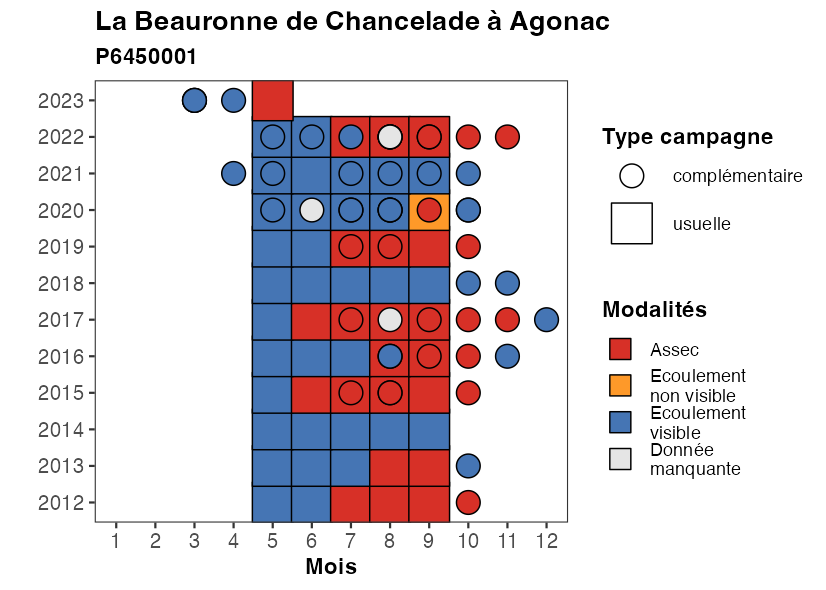 La Beauronne de Chancelade à Agonac
P6450001
2023
2022
2021
2020
2019
2018
2017
2016
2015
2014
2013
2012
1 2 3 4 5 6 7 8 9 10 11 12
Mois
Type campagne
complémentaire
usuelle
Modalités
Assec
Ecoulement
non visible
Ecoulement
visible
Donnée
manquante